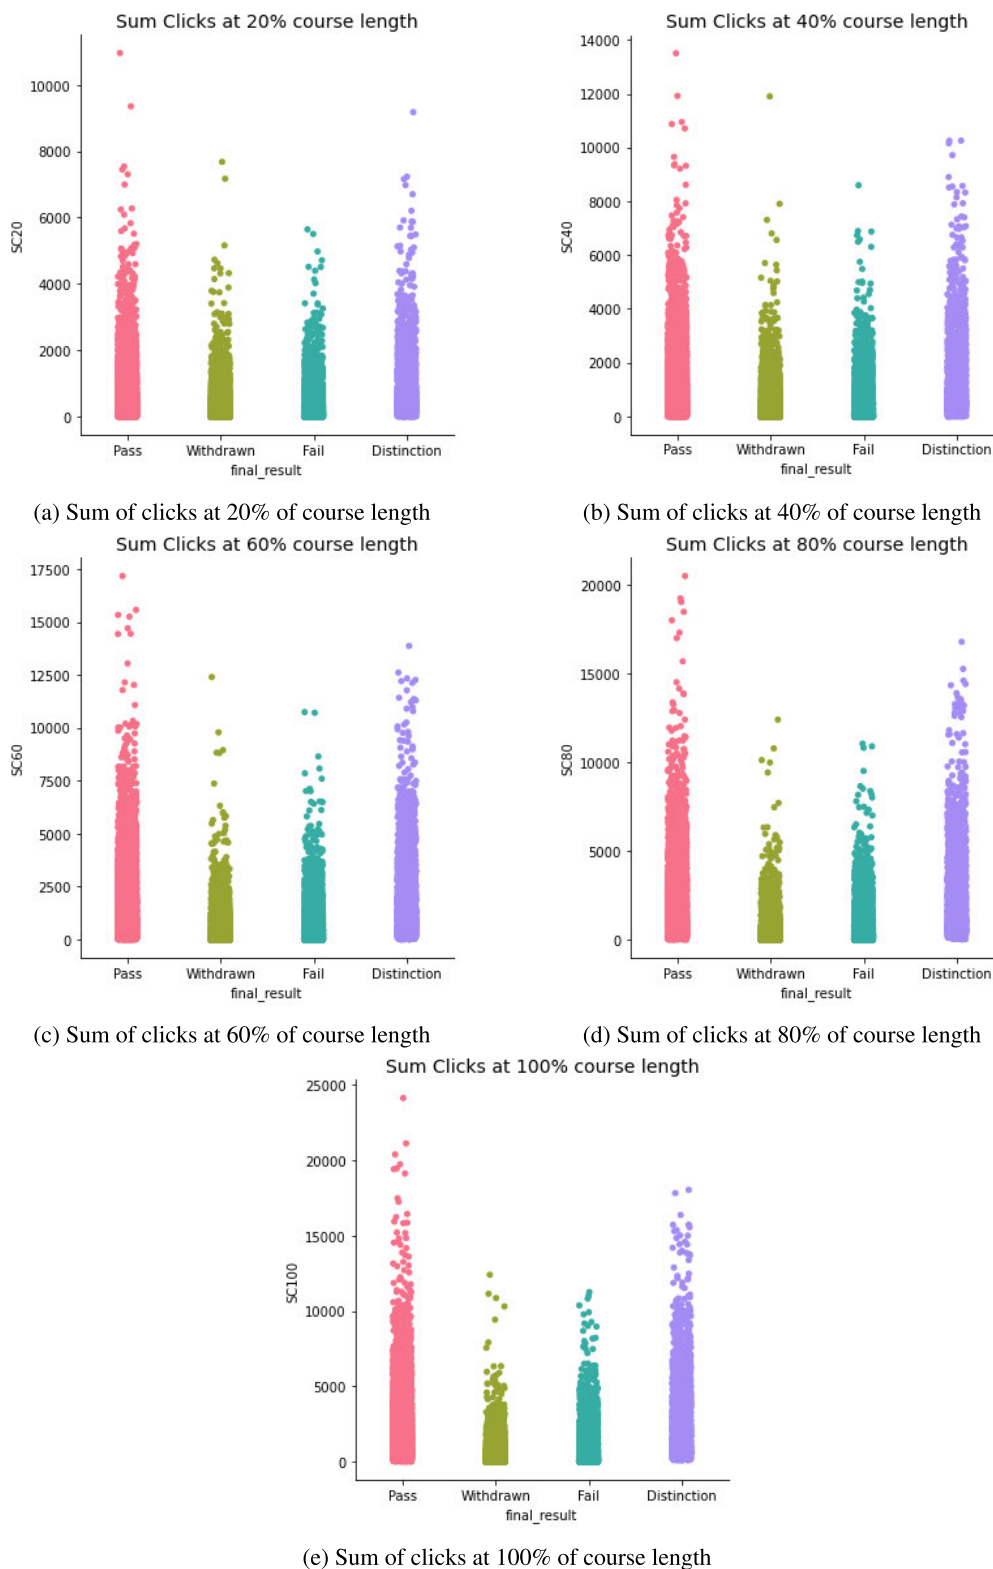 Sum Clicks at 20% course length
10000
8000
6000
4000
2000
0
SC20
Pass Withdrawn Fail Distinction
final_result
(a) Sum of clicks at 20% of course length
Sum Clicks at 40% course length
14000
12000
10000
8000
6000
4000
2000
0
SC40
Pass Withdrawn Fail Distinction
final_result
(b) Sum of clicks at 40% of course length
Sum Clicks at 60% course length
17500
15000
12500
10000
7500
5000
2500
0
SC60
Pass Withdrawn Fail Distinction
final_result
(c) Sum of clicks at 60% of course length
Sum Clicks at 80% course length
20000
15000
10000
5000
0
SC80
Pass Withdrawn Fail Distinction
final_result
(d) Sum of clicks at 80% of course length
Sum Clicks at 100% course length
25000
20000
15000
10000
5000
0
SC100
Pass Withdrawn Fail Distinction
final_result
(e) Sum of clicks at 100% of course length